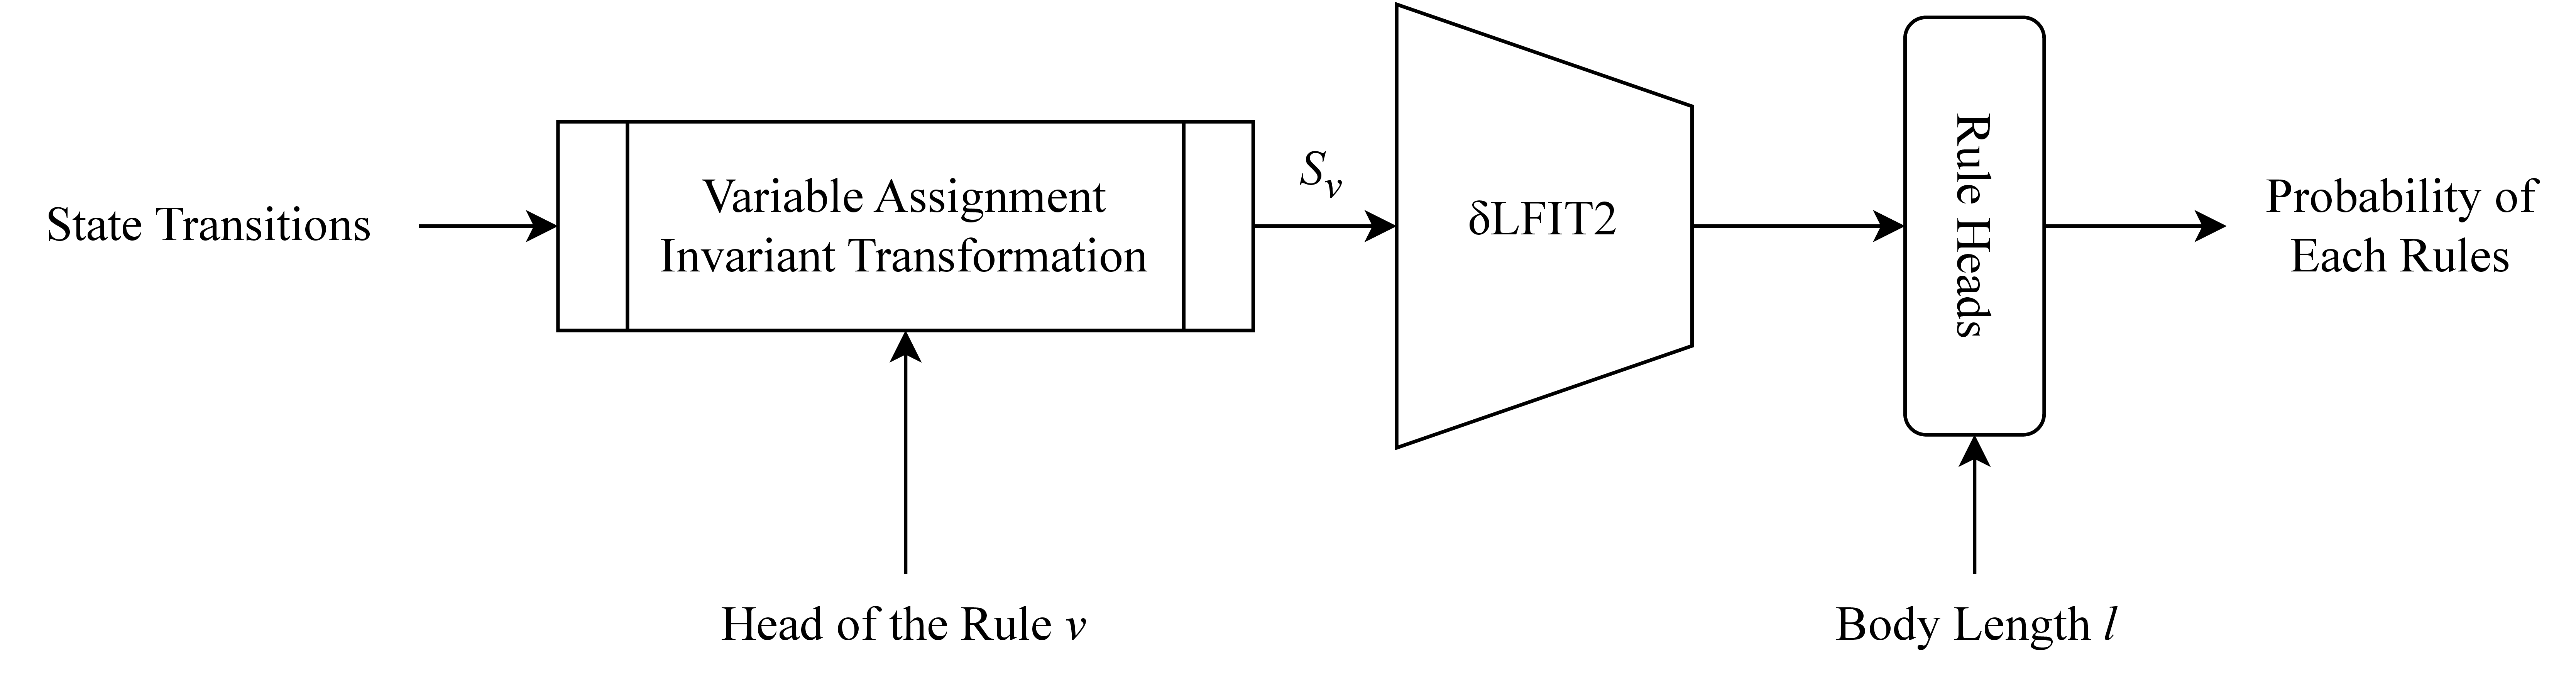 State Transitions
Variable Assignment
Invariant Transformation
S_v
δLFIT2
Rule Heads
Probability of
Each Rules
Head of the Rule v
Body Length l